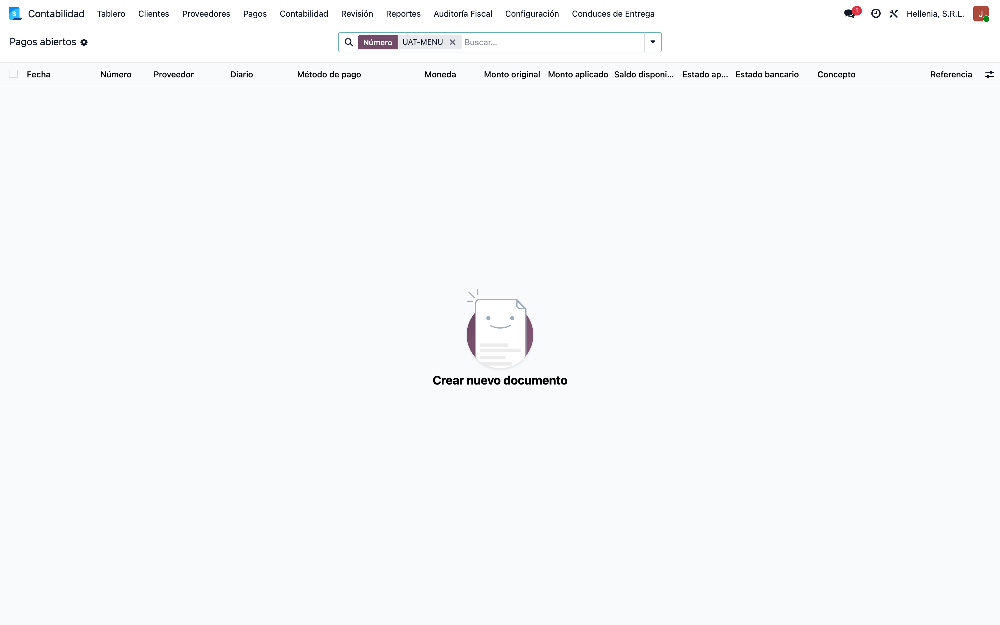 Contabilidad Tablero Clientes Proveedores Pagos Contabilidad Revisión Reportes Auditoría Fiscal Configuración Conduces de Entrega 1 Hellenia, S.R.L. J
Pagos abiertos Número UAT-MENU Buscar...
Fecha Número Proveedor Diario Método de pago Moneda Monto original Monto aplicado Saldo disponi... Estado ap... Estado bancario Concepto Referencia
Crear nuevo documento